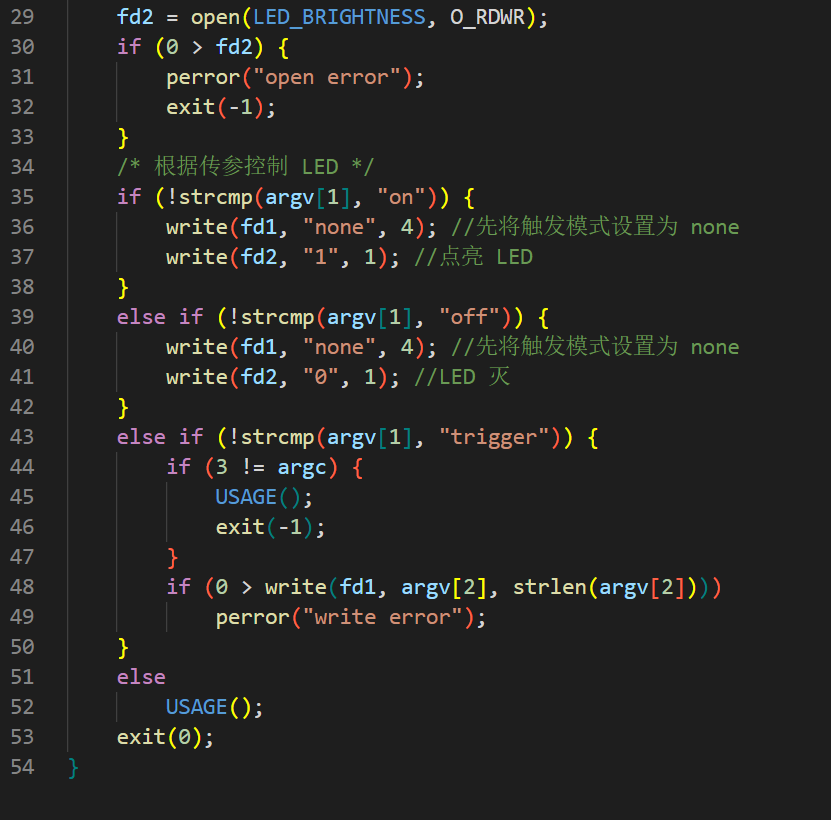 29 fd2 = open(LED_BRIGHTNESS, O_RDWR);
30 if (0 > fd2) {
31 perror("open error");
32 exit(-1);
33 }
34 /* 根据传参控制 LED */
35 if (!strcmp(argv[1], "on")) {
36 write(fd1, "none", 4); //先将触发模式设置为 none
37 write(fd2, "1", 1); //点亮 LED
38 }
39 else if (!strcmp(argv[1], "off")) {
40 write(fd1, "none", 4); //先将触发模式设置为 none
41 write(fd2, "0", 1); //LED 灭
42 }
43 else if (!strcmp(argv[1], "trigger")) {
44 if (3 != argc) {
45 USAGE();
46 exit(-1);
47 }
48 if (0 > write(fd1, argv[2], strlen(argv[2])))
49 perror("write error");
50 }
51 else
52 USAGE();
53 exit(0);
54 }